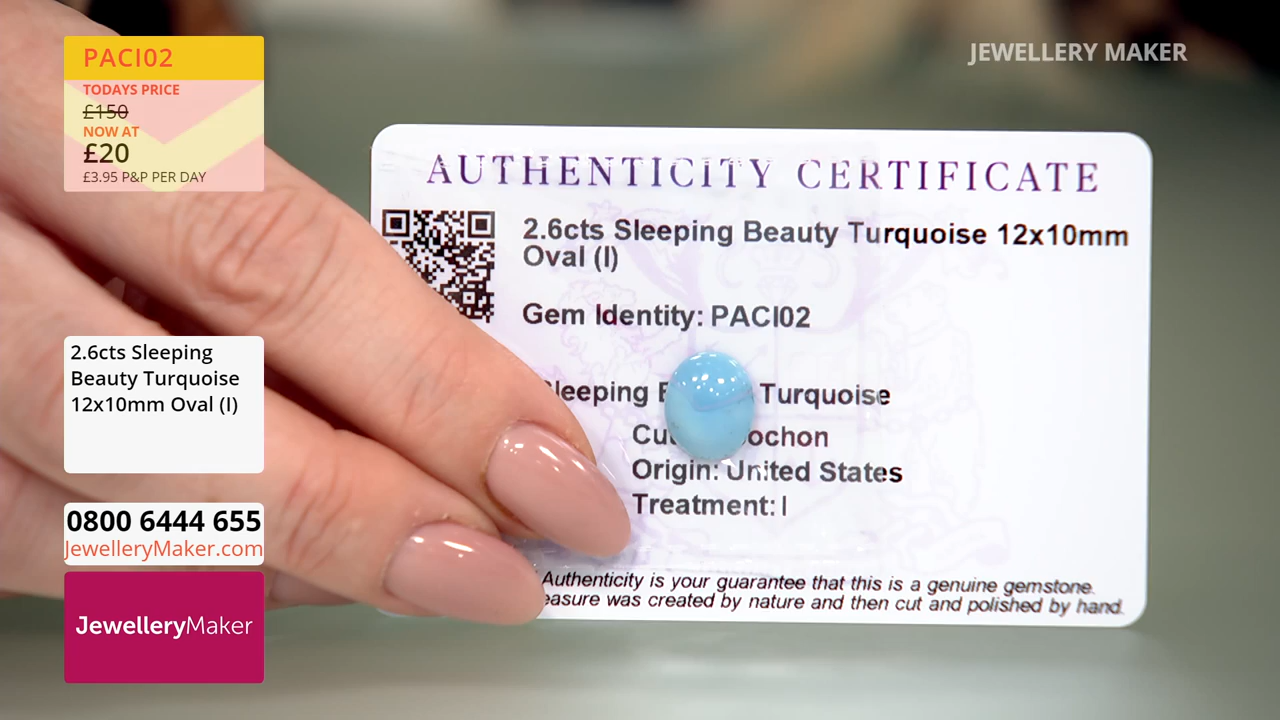 PACI02
TODAYS PRICE
£150
NOW AT
£20
£3.95 P&P PER DAY
2.6cts Sleeping
Beauty Turquoise
12x10mm Oval (I)
0800 6444 655
JewelleryMaker.com
JewelleryMaker
JEWELLERY MAKER
AUTHENTICITY CERTIFICATE
2.6cts Sleeping Beauty Turquoise 12x10mm
Oval (I)
Gem Identity: PACI02
Sleeping Turquoise
Origin: United States
Treatment: I
Authenticity is your guarantee that this is a genuine gemstone.
was created by nature and then cut and polished by hand.